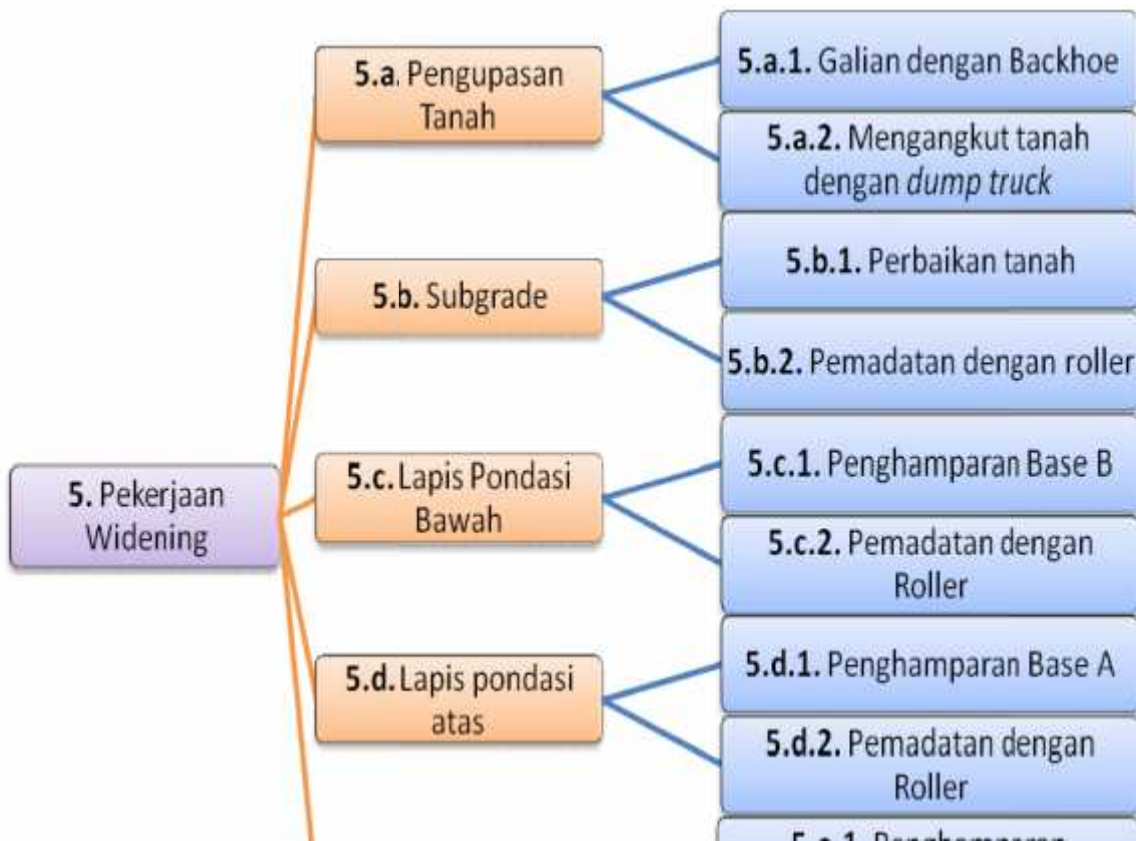 5.a. Pengupasan
Tanah
5.a.1. Galian dengan Backhoe
5.a.2. Mengangkut tanah
dengan dump truck
5.b. Subgrade
5.b.1. Perbaikan tanah
5.b.2. Pemadatan dengan roller
5. Pekerjaan
Widening
5.c. Lapis Pondasi
Bawah
5.c.1. Penghamparan Base B
5.c.2. Pemadatan dengan
Roller
5.d. Lapis pondasi
atas
5.d.1. Penghamparan Base A
5.d.2. Pemadatan dengan
Roller